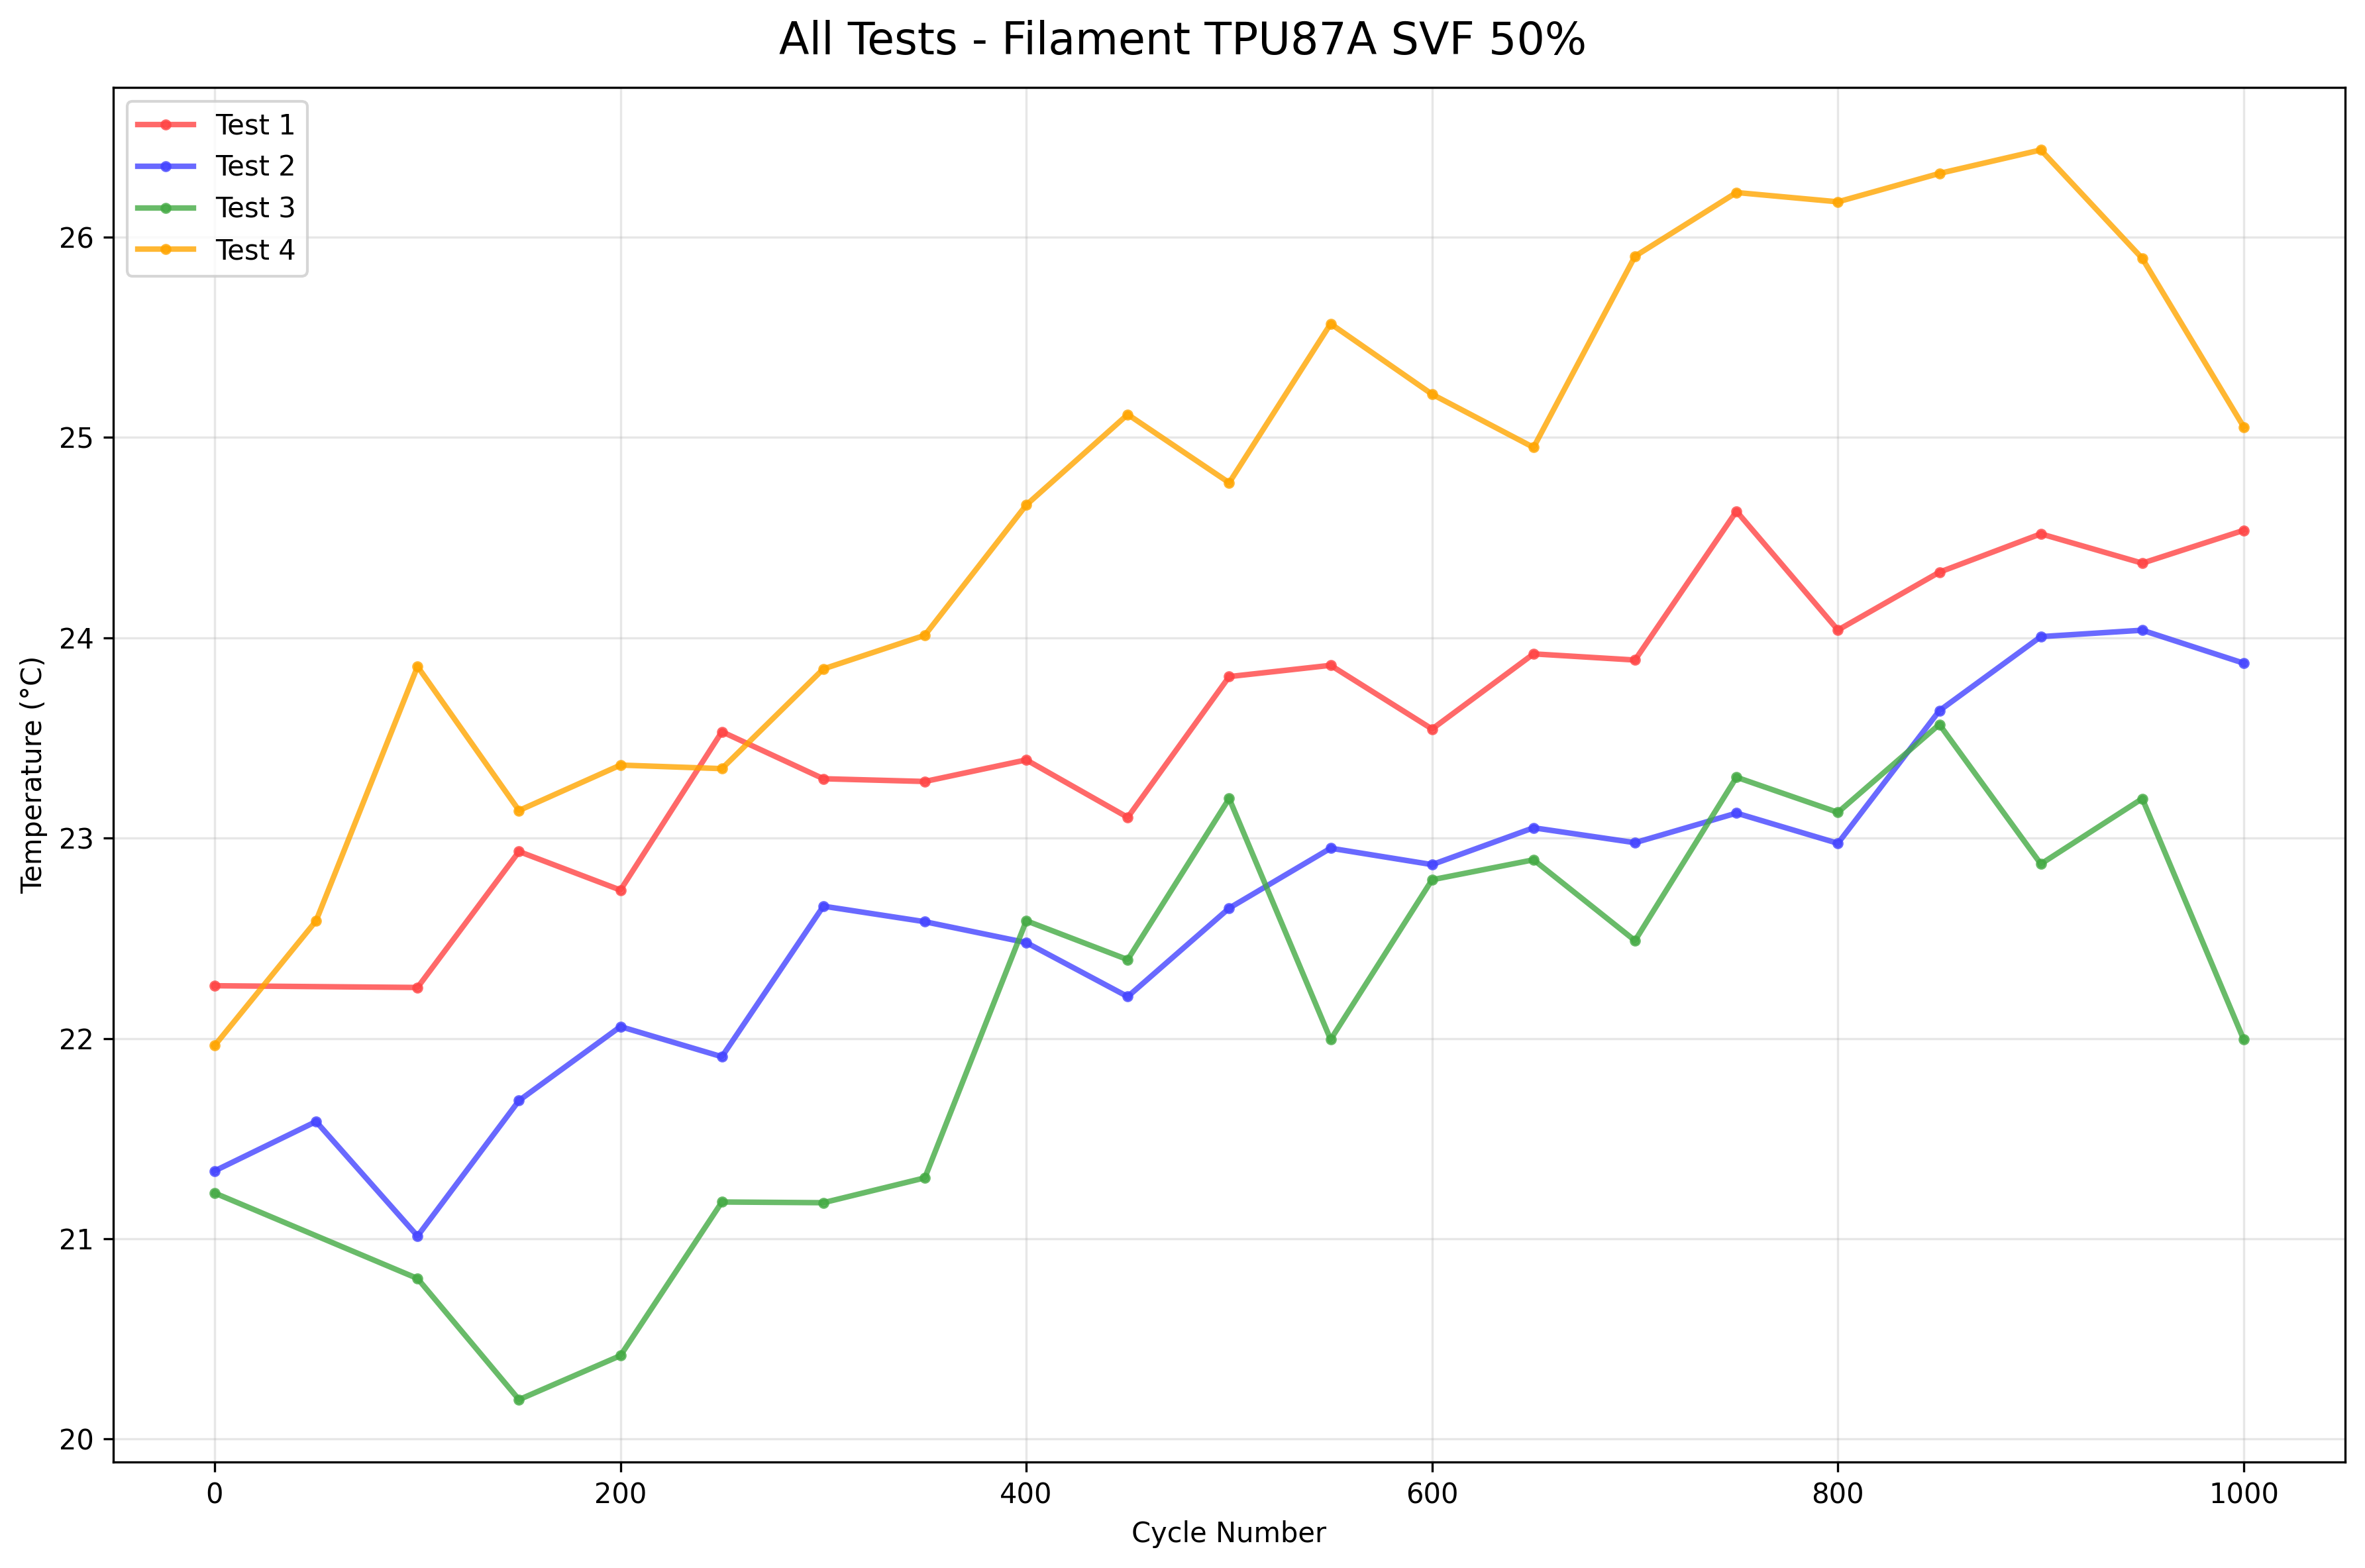 All Tests - Filament TPU87A SVF 50%
Test 1
Test 2
Test 3
Test 4
Temperature (°C)
26
25
24
23
22
21
20
0 200 400 600 800 1000
Cycle Number